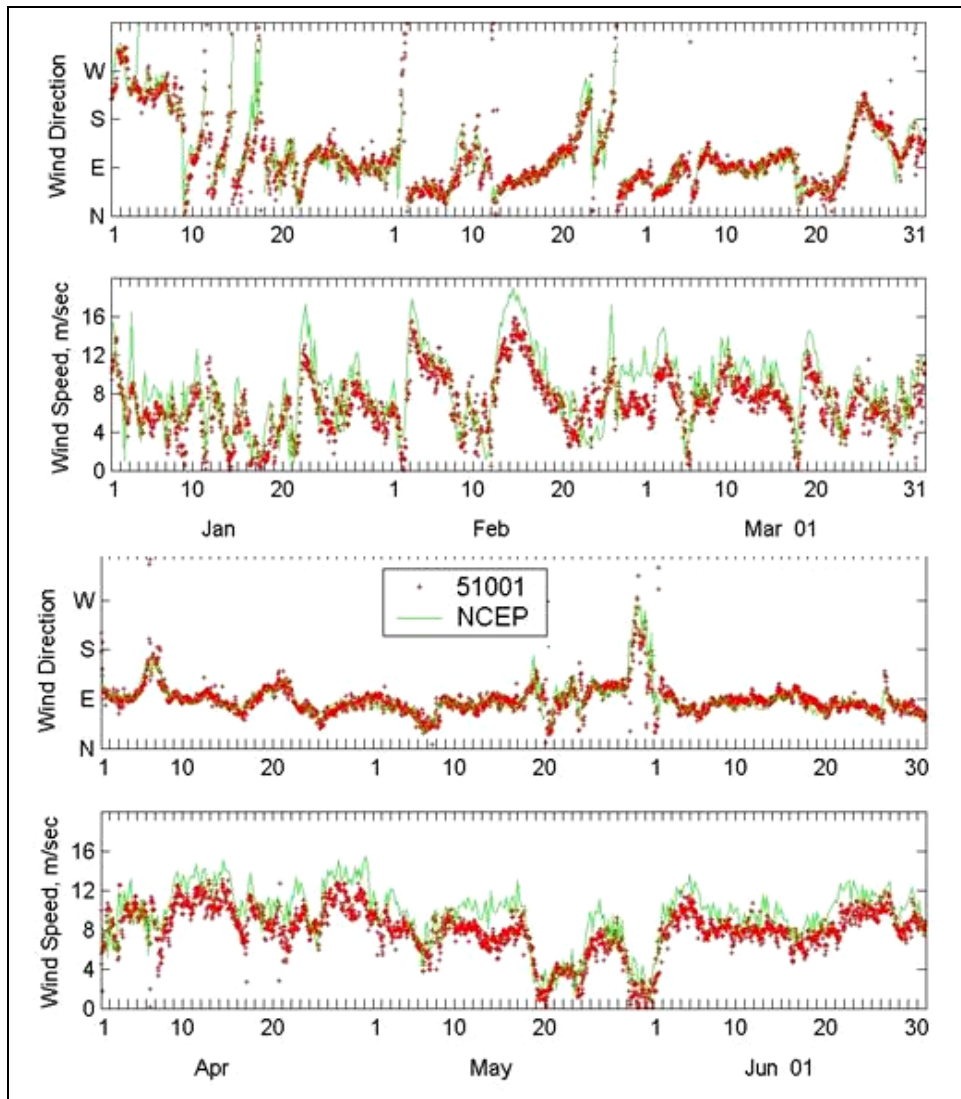 Wind Direction
W
S
E
N
1 10 20 1 10 20 1 10 20 31
Wind Speed, m/sec
16
12
8
4
0
1 10 20 1 10 20 1 10 20 31
Jan Feb Mar 01
Wind Direction
W
S
E
N
51001
NCEP
1 10 20 1 10 20 1 10 20 30
Wind Speed, m/sec
16
12
8
4
0
1 10 20 1 10 20 1 10 20 30
Apr May Jun 01